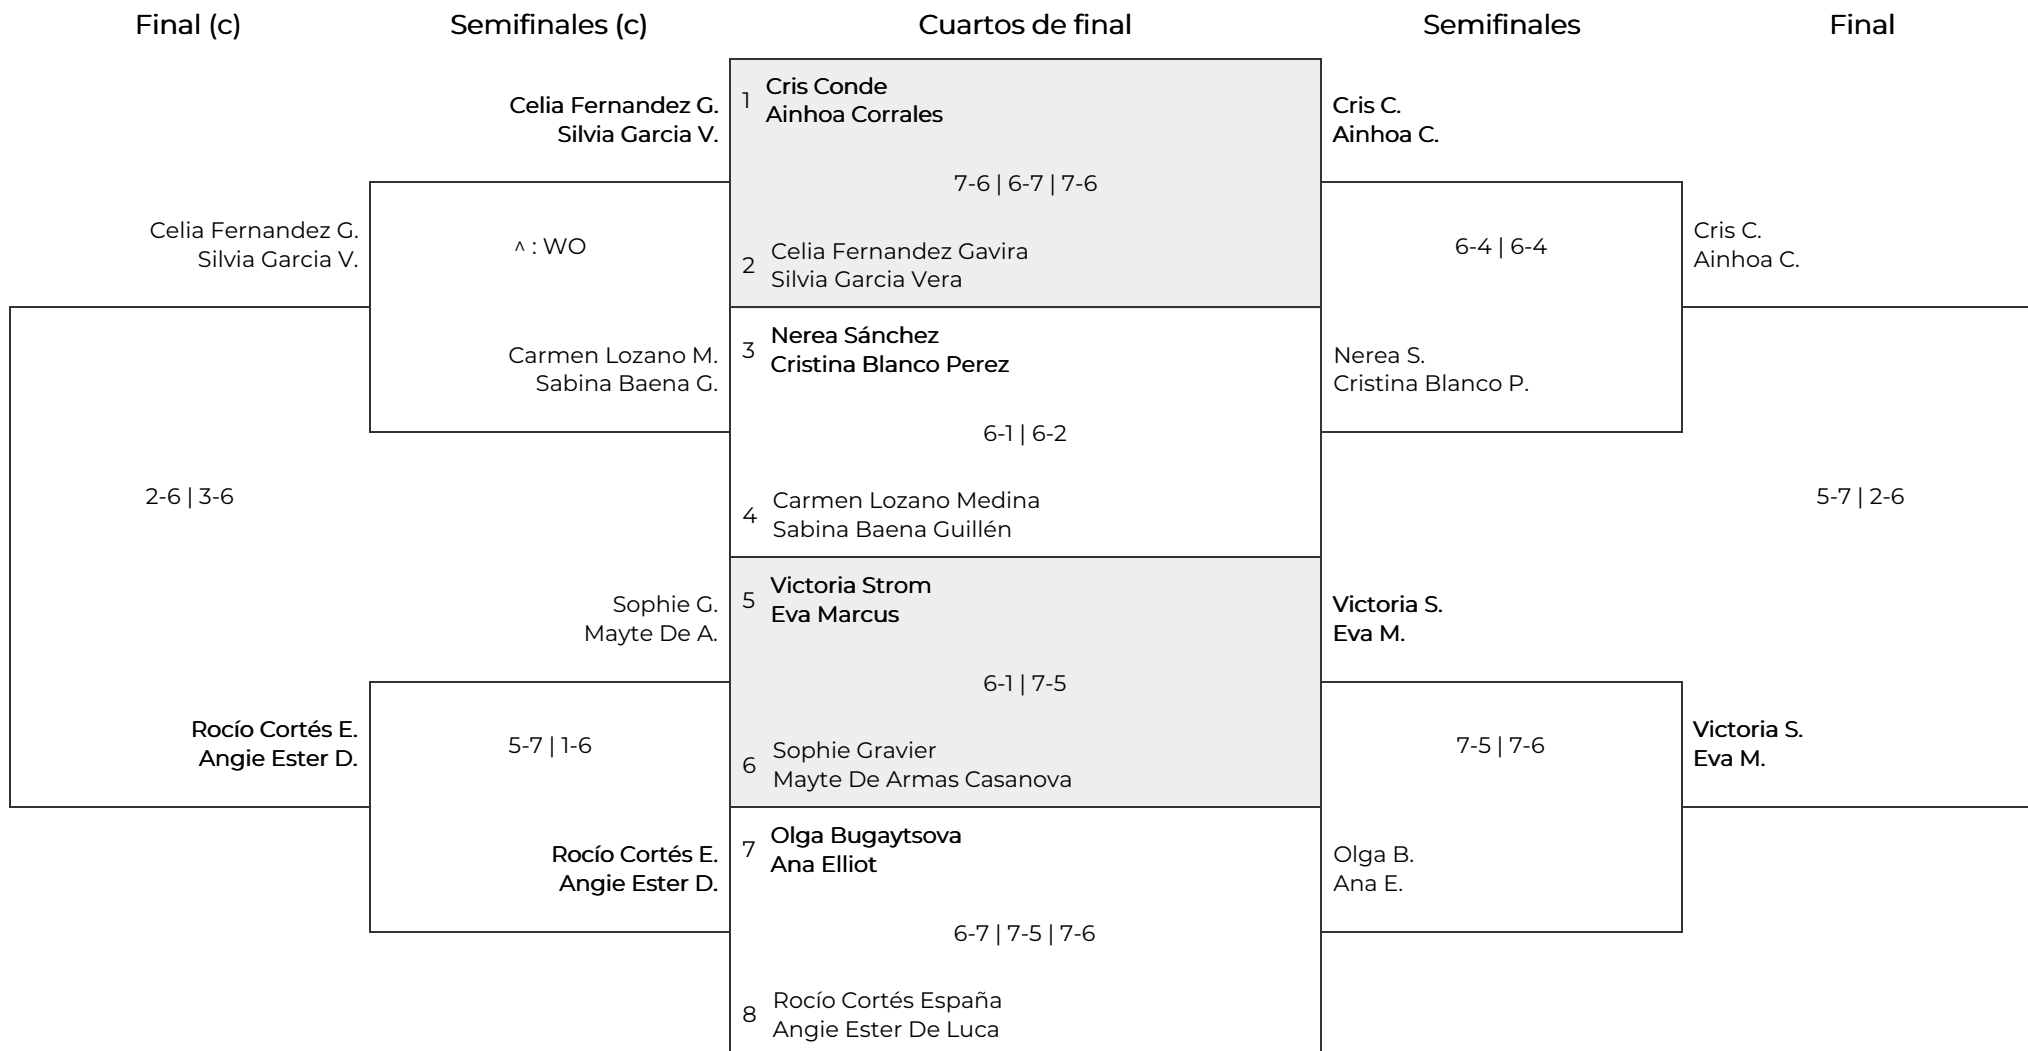 Final (c)
Semifinales (c)
Cuartos de final
Semifinales
Final
Celia Fernandez G.
Silvia Garcia V.
2-6 | 3-6
Rocío Cortés E.
Angie Ester D.
Celia Fernandez G.
Silvia Garcia V.
^ : WO
Carmen Lozano M.
Sabina Baena G.
Sophie G.
Mayte De A.
5-7 | 1-6
Rocío Cortés E.
Angie Ester D.
1
Cris Conde
Ainhoa Corrales
7-6 | 6-7 | 7-6
2
Celia Fernandez Gavira
Silvia Garcia Vera
3
Nerea Sánchez
Cristina Blanco Perez
6-1 | 6-2
4
Carmen Lozano Medina
Sabina Baena Guillén
5
Victoria Strom
Eva Marcus
6-1 | 7-5
6
Sophie Gravier
Mayte De Armas Casanova
7
Olga Bugaytsova
Ana Elliot
6-7 | 7-5 | 7-6
8
Rocío Cortés España
Angie Ester De Luca
Cris C.
Ainhoa C.
6-4 | 6-4
Nerea S.
Cristina Blanco P.
Victoria S.
Eva M.
7-5 | 7-6
Olga B.
Ana E.
Cris C.
Ainhoa C.
5-7 | 2-6
Victoria S.
Eva M.